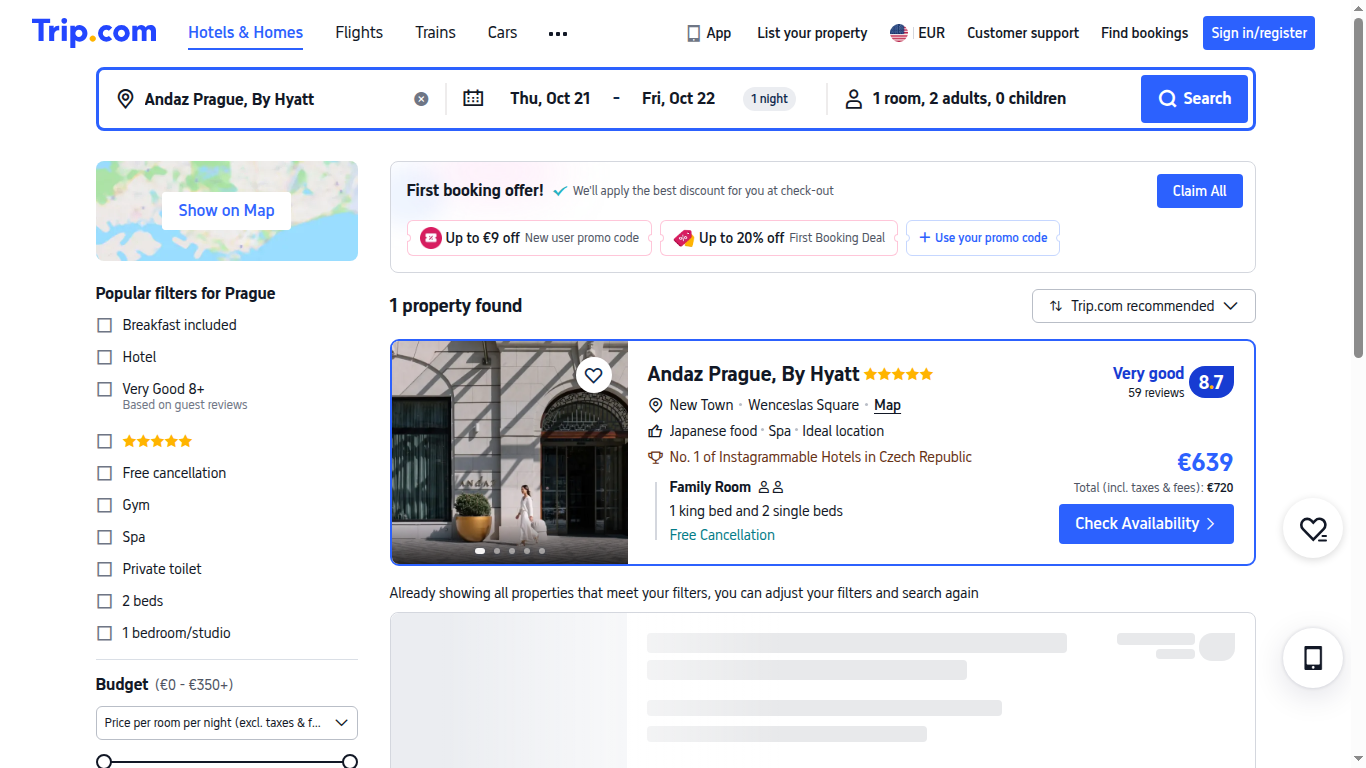 Trip.com
Hotels & Homes
Flights
Trains
Cars
App
List your property
EUR
Customer support
Find bookings
Sign in/register
Andaz Prague, By Hyatt
Thu, Oct 21 - Fri, Oct 22
1 night
1 room, 2 adults, 0 children
Search
Show on Map
Popular filters for Prague
Breakfast included
Hotel
Very Good 8+
Based on guest reviews
Free cancellation
Gym
Spa
Private toilet
2 beds
1 bedroom/studio
Budget (€0 - €350+)
Price per room per night (excl. taxes & f...
First booking offer! We'll apply the best discount for you at check-out
Claim All
Up to €9 off New user promo code
Up to 20% off First Booking Deal
+ Use your promo code
1 property found
Trip.com recommended
ANDAZ
Andaz Prague, By Hyatt
Very good 8.7
59 reviews
New Town · Wenceslas Square · Map
Japanese food · Spa · Ideal location
No. 1 of Instagrammable Hotels in Czech Republic
Family Room
1 king bed and 2 single beds
Free Cancellation
€639
Total (incl. taxes & fees): €720
Check Availability
Already showing all properties that meet your filters, you can adjust your filters and search again